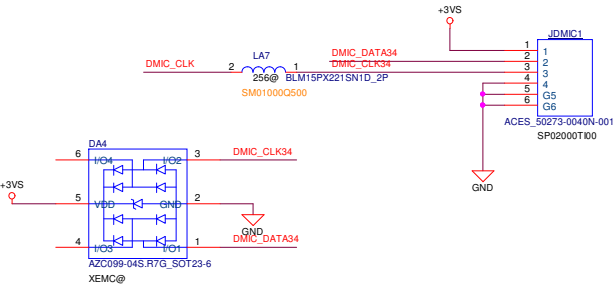 +3VS
JDMIC1
LA7
DMIC_DATA34
DMIC_CLK
2
1
DMIC_CLK34
256@
BLM15PX221SN1D_2P
SM01000Q500
1
2
3
4
5
6
1
2
3
4
G5
G6
ACES_50273-0040N-001
SP02000TI00
GND
DA4
6
I/O4
I/O2
3
DMIC_CLK34
+3VS
5
VDD
GND
2
GND
4
I/O3
I/O1
1
DMIC_DATA34
AZC099-04S.R7G_SOT23-6
XEMC@